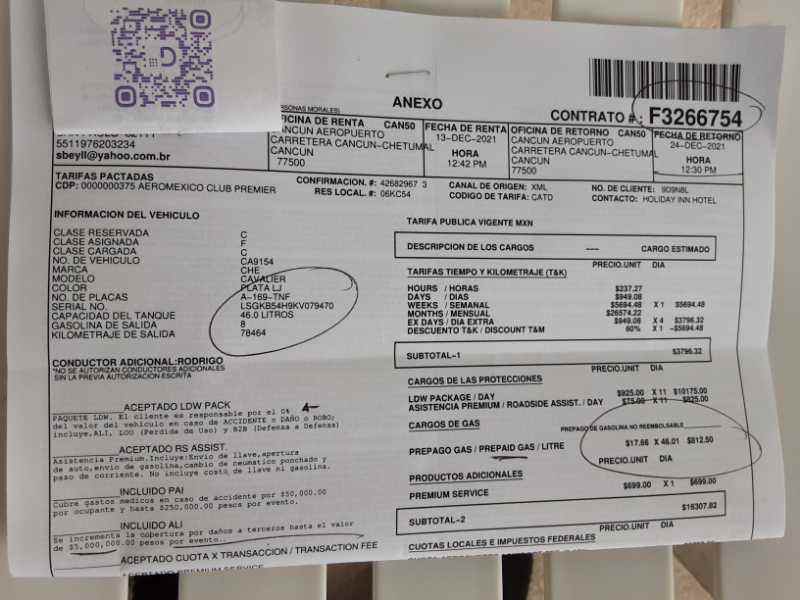 ANEXO
CONTRATO #.: F3266754
PERSONAS MORALES)
5511976203234
sbeyll@yahoo.com.br
OFICINA DE RENTA CAN50
CANCUN AEROPUERTO
CARRETERA CANCUN-CHETUMAL
CANCUN
77500
FECHA DE RENTA
13-DEC-2021
HORA
12:42 PM
OFICINA DE RETORNO CAN50
CANCUN AEROPUERTO
CARRETERA CANCUN-CHETUMAL
CANCUN
77500
FECHA DE RETORNO
24-DEC-2021
HORA
12:30 PM
TARIFAS PACTADAS
CDP: 0000000375 AEROMEXICO CLUB PREMIER
CONFIRMACION. #: 42682967 3
RES LOCAL. #: 06KC54
CANAL DE ORIGEN: XML
CODIGO DE TARIFA: CATD
NO. DE CLIENTE: 909N8L
CONTACTO: HOLIDAY INN HOTEL
INFORMACION DEL VEHICULO
CLASE RESERVADA C
CLASE ASIGNADA F
CLASE CARGADA C
NO. DE VEHICULO CA9154
MARCA CHE
MODELO CAVALIER
COLOR PLATA LJ
NO. DE PLACAS A-169-TNF
SERIAL NO. LSGKB54H9KV079470
CAPACIDAD DEL TANQUE 46.0 LITROS
GASOLINA DE SALIDA 8
KILOMETRAJE DE SALIDA 78464
CONDUCTOR ADICIONAL:RODRIGO
*NO SE AUTORIZAN CONDUCTORES ADICIONALES
SIN LA PREVIA AUTORIZACION ESCRITA
ACEPTADO LDW PACK
PAQUETE LDW. El cliente es responsable por el 0%
del valor del vehiculo en caso de ACCIDENTE o DAÑO o ROBO;
incluye, ALI, LOU (Perdida de Uso) y B2B (Defensa a Defensa)
ACEPTADO RS ASSIST.
Asistencia Premium.Incluye:Envio de llave,apertura
de auto,envio de gasolina,cambio de neumatico ponchado y
paso de corriente. No incluye costo de llave ni gasolina.
INCLUIDO PAI
Cubre gastos medicos en caso de accidente por $50,000.00
por ocupante y hasta $250,000.00 pesos por evento.
INCLUIDO ALI
Se incrementa la cobertura por daños a terceros hasta el valor
de $5,000,000.00 pesos por evento..
ACEPTADO CUOTA X TRANSACCION / TRANSACTION FEE
ACEPTADO PREMIUM SERVICE
TARIFA PUBLICA VIGENTE MXN
DESCRIPCION DE LOS CARGOS ---- CARGO ESTIMADO
PRECIO.UNIT DIA
TARIFAS TIEMPO Y KILOMETRAJE (T&K)
HOURS / HORAS $237.27
DAYS / DIAS $949.08
WEEKS / SEMANAL $5694.48 X 1 $5694.48
MONTHS / MENSUAL $26574.22
EX DAYS / DIA EXTRA $949.08 X 4 $3796.32
DESCUENTO T&K / DISCOUNT T&M 60% X 1 -$5694.48
SUBTOTAL-1 $3796.32
PRECIO.UNIT DIA
CARGOS DE LAS PROTECCIONES
LDW PACKAGE / DAY $925.00 X 11 $10175.00
ASISTENCIA PREMIUM / ROADSIDE ASSIST. / DAY $75.00 X 11 $825.00
CARGOS DE GAS
PREPAGO DE GASOLINA NO REEMBOLSABLE
PREPAGO GAS / PREPAID GAS / LITRE $17.66 X 46.01 $812.50
PRECIO.UNIT DIA
PRODUCTOS ADICIONALES
PREMIUM SERVICE $699.00 X 1 $699.00
SUBTOTAL-2 $16307.82
PRECIO.UNIT DIA
CUOTAS LOCALES E IMPUESTOS FEDERALES